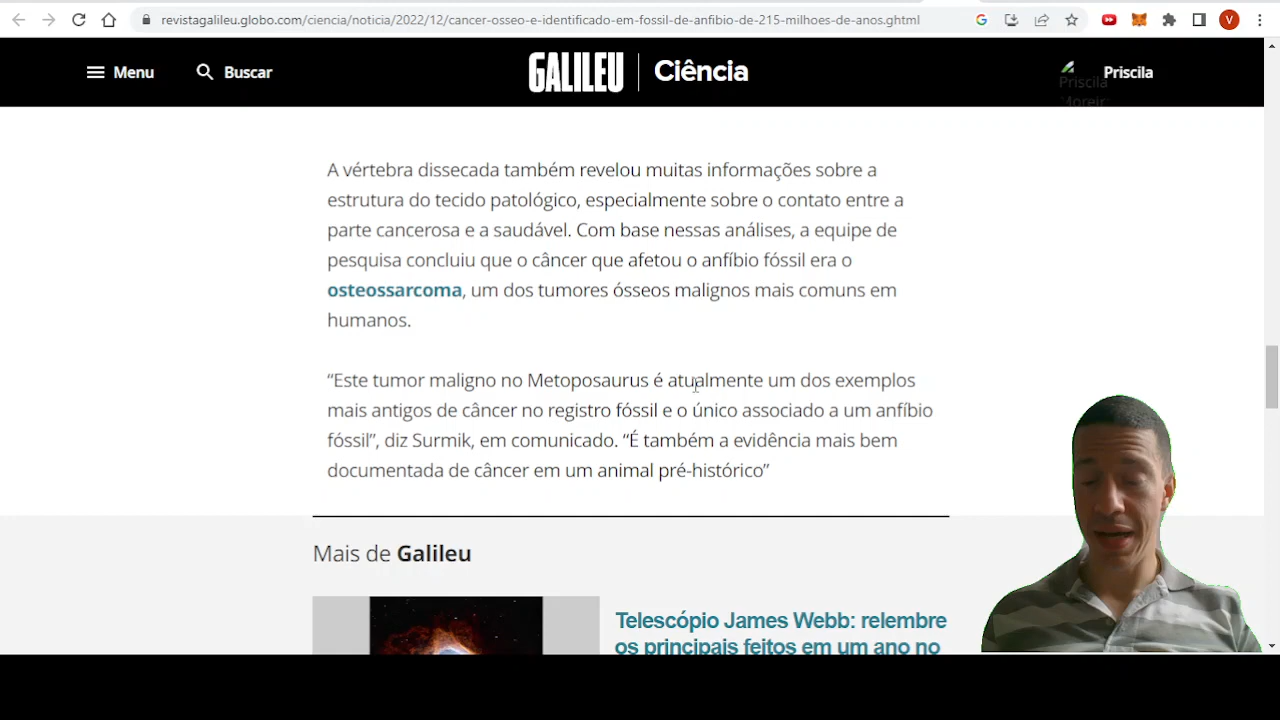 revistagalileu.globo.com/ciencia/noticia/2022/12/cancer-osseo-e-identificado-em-fossil-de-anfibio-de-215-milhoes-de-anos.ghtml
V
Menu
Buscar
GALILEU
Ciência
Priscila
Moreir
Priscila
A vértebra dissecada também revelou muitas informações sobre a
estrutura do tecido patológico, especialmente sobre o contato entre a
parte cancerosa e a saudável. Com base nessas análises, a equipe de
pesquisa concluiu que o câncer que afetou o anfíbio fóssil era o
osteossarcoma, um dos tumores ósseos malignos mais comuns em
humanos.
“Este tumor maligno no Metoposaurus é atualmente um dos exemplos
mais antigos de câncer no registro fóssil e o único associado a um anfíbio
fóssil”, diz Surmik, em comunicado. “É também a evidência mais bem
documentada de câncer em um animal pré-histórico”
Mais de Galileu
Telescópio James Webb: relembre
os principais feitos em um ano no